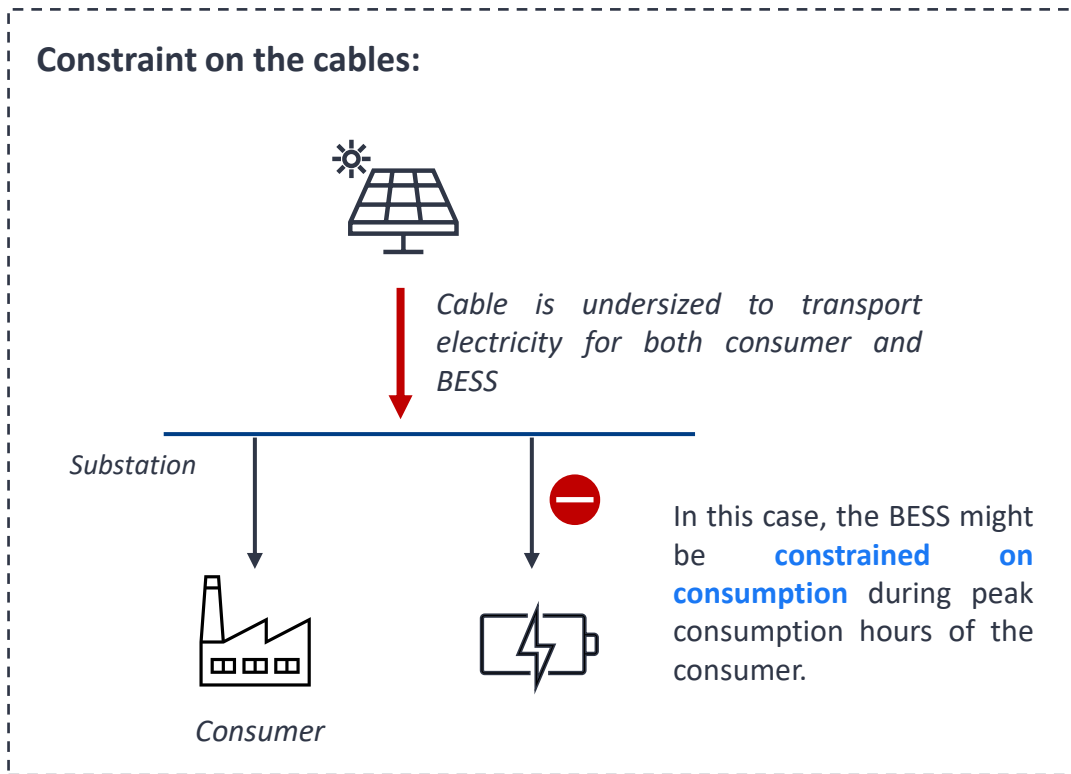 Constraint on the cables:
Cable is undersized to transport
electricity for both consumer and
BESS
Substation
In this case, the BESS might
be constrained on
consumption during peak
consumption hours of the
consumer.
Consumer